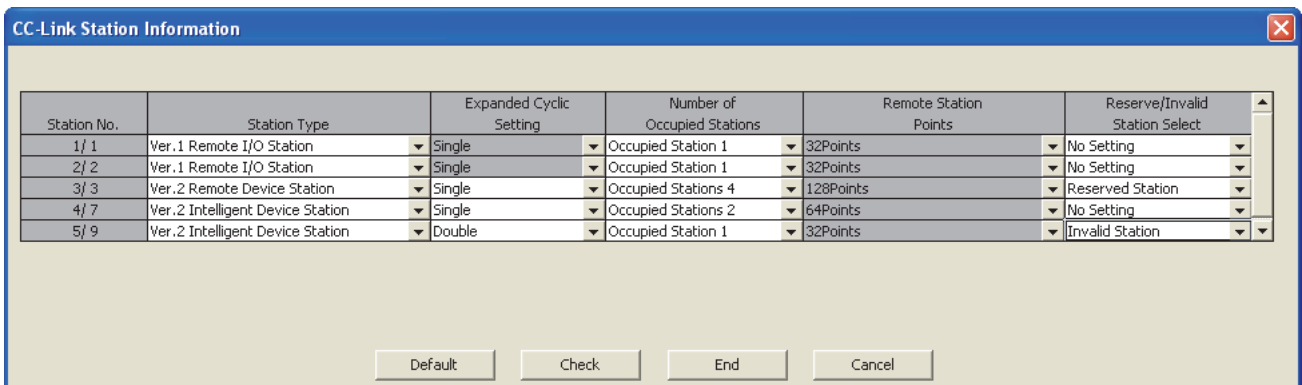 CC-Link Station Information
Expanded Cyclic Number of Remote Station Reserve/Invalid
Station No. Station Type Setting Occupied Stations Points Station Select
1/ 1 Ver.1 Remote I/O Station Single Occupied Station 1 32Points No Setting
2/ 2 Ver.1 Remote I/O Station Single Occupied Station 1 32Points No Setting
3/ 3 Ver.2 Remote Device Station Single Occupied Stations 4 128Points Reserved Station
4/ 7 Ver.2 Intelligent Device Station Single Occupied Stations 2 64Points No Setting
5/ 9 Ver.2 Intelligent Device Station Double Occupied Station 1 32Points Invalid Station
Default Check End Cancel